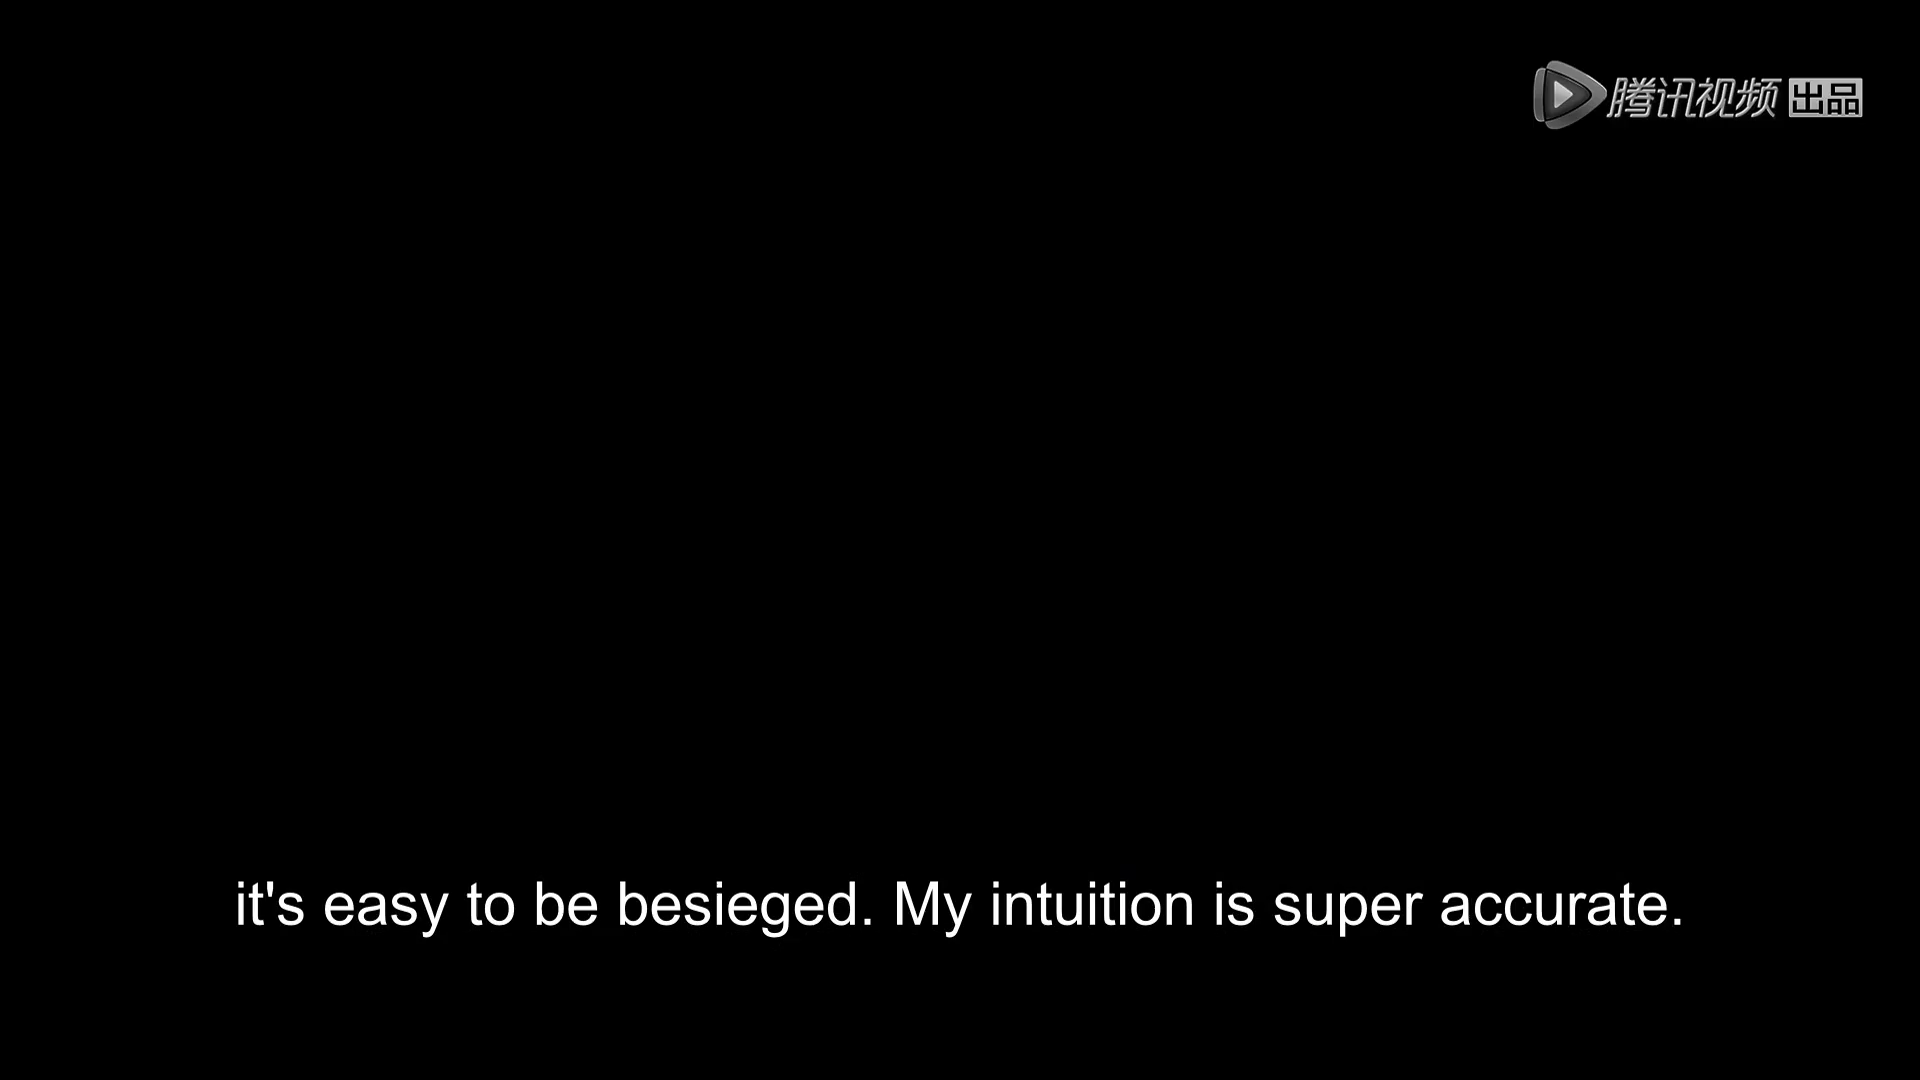 腾讯视频 出品
it's easy to be besieged. My intuition is super accurate.